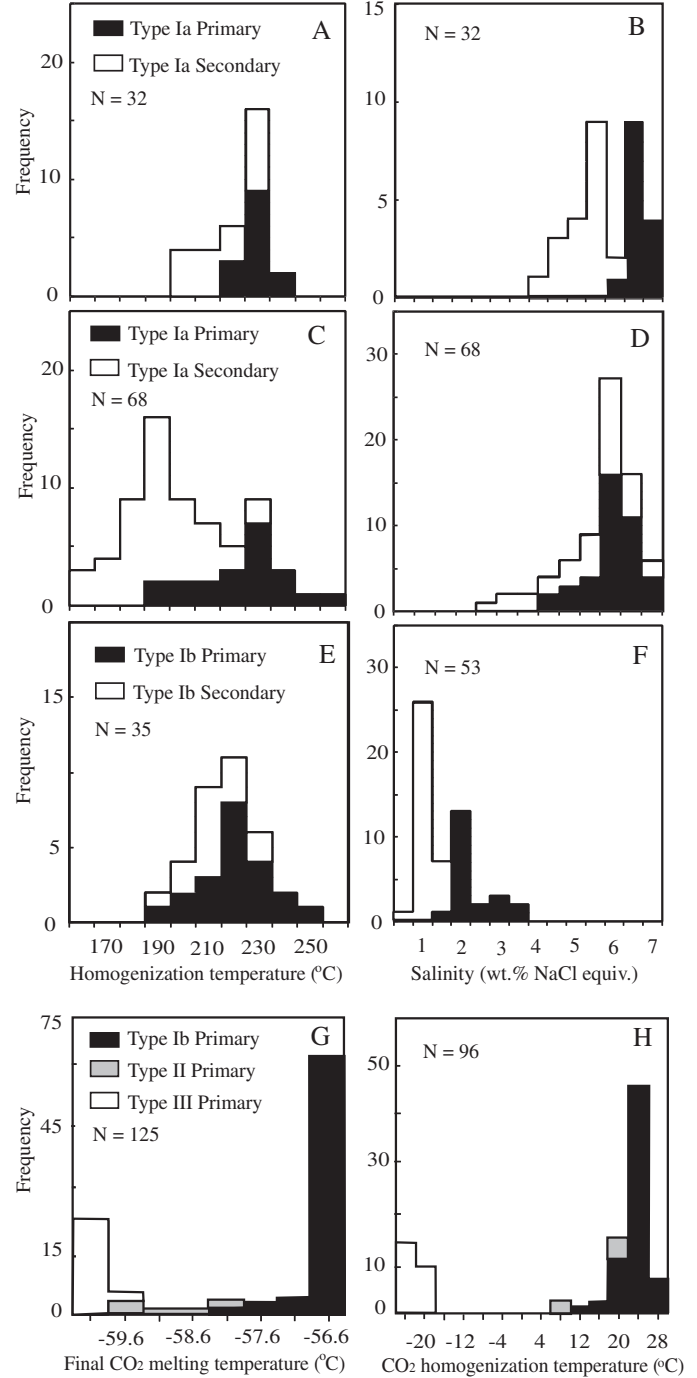 Type Ia Primary
A
Type Ia Secondary
N = 32
20
10
0
Frequency
B
N = 32
15
10
5
0
Type Ia Primary
C
Type Ia Secondary
N = 68
20
10
0
Frequency
D
N = 68
30
20
10
0
Type Ib Primary
E
Type Ib Secondary
N = 35
15
5
0
Frequency
170 190 210 230 250
Homogenization temperature (°C)
F
N = 53
30
20
10
0
1 2 3 4 5 6 7
Salinity (wt.% NaCl equiv.)
Type Ib Primary
G
Type II Primary
Type III Primary
N = 125
75
45
15
0
Frequency
-59.6 -58.6 -57.6 -56.6
Final CO2 melting temperature (°C)
H
N = 96
50
30
10
0
-20 -12 -4 4 12 20 28
CO2 homogenization temperature (°C)